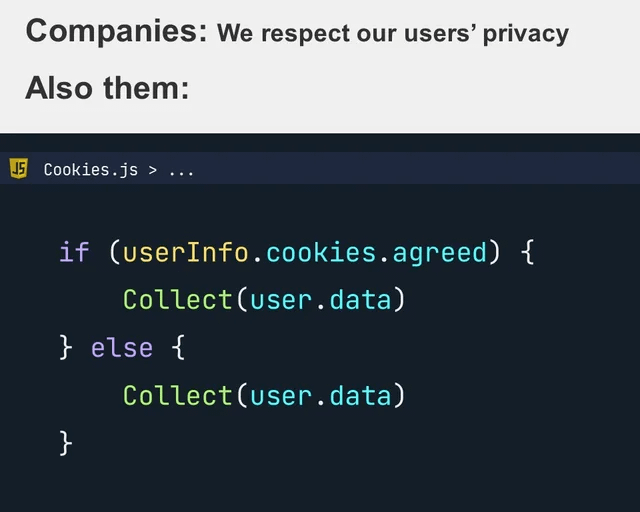 Companies: We respect our users’ privacy
Also them:
JS Cookies.js > ...
if (userInfo.cookies.agreed) {
    Collect(user.data)
} else {
    Collect(user.data)
}